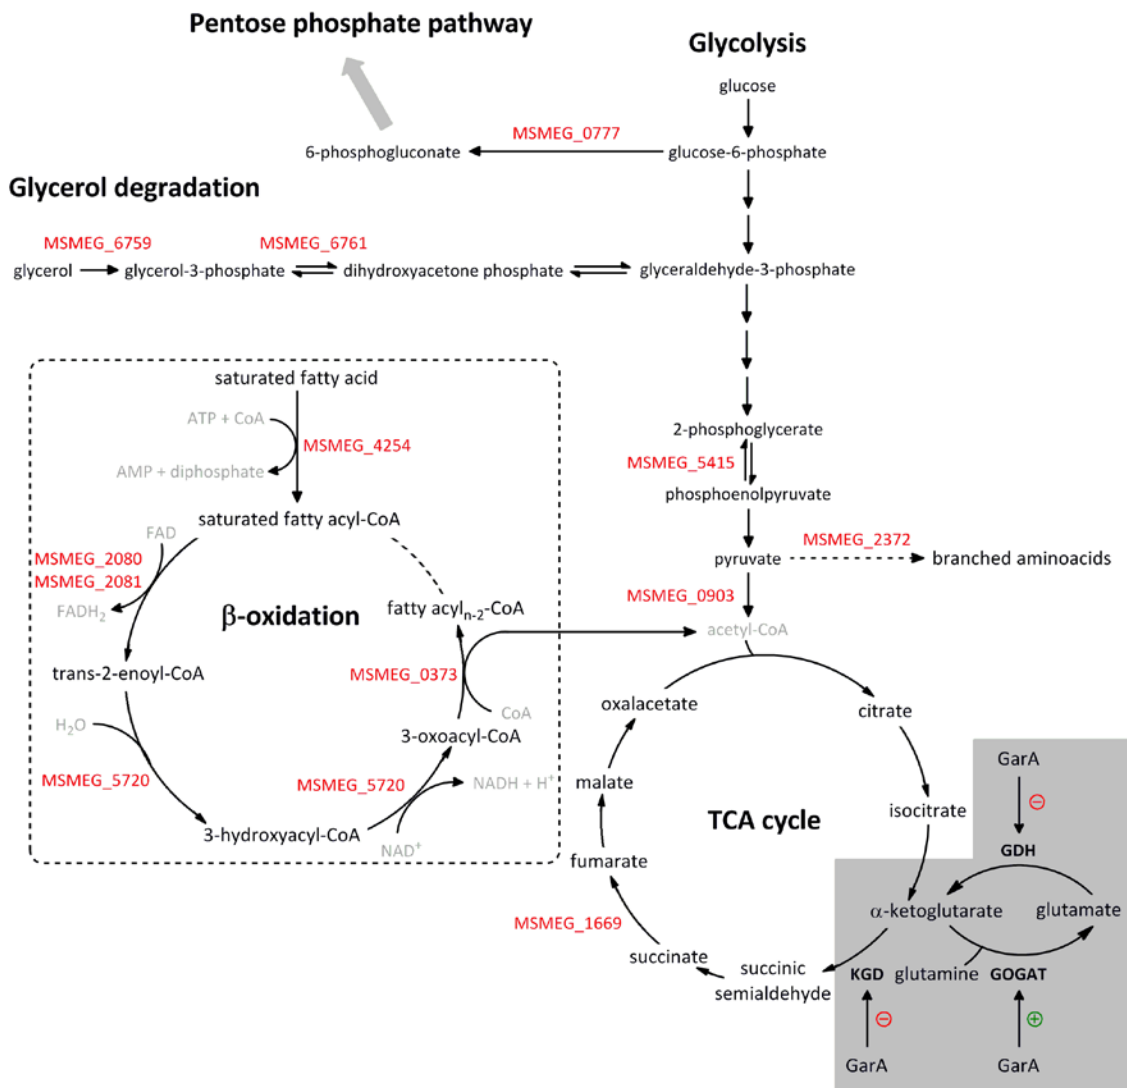 Pentose phosphate pathway
Glycolysis
glucose
MSMEG_0777
6-phosphogluconate
glucose-6-phosphate
Glycerol degradation
MSMEG_6759
MSMEG_6761
glycerol
glycerol-3-phosphate
dihydroxyacetone phosphate
glyceraldehyde-3-phosphate
saturated fatty acid
ATP + CoA
MSMEG_4254
AMP + diphosphate
saturated fatty acyl-CoA
FAD
MSMEG_2080
MSMEG_2081
FADH2
β-oxidation
fatty acyln-2-CoA
trans-2-enoyl-CoA
MSMEG_0373
H2O
CoA
3-oxoacyl-CoA
MSMEG_5720
MSMEG_5720
NADH + H+
3-hydroxyacyl-CoA
NAD+
2-phosphoglycerate
MSMEG_5415
phosphoenolpyruvate
MSMEG_2372
pyruvate
branched aminoacids
MSMEG_0903
acetyl-CoA
oxalacetate
citrate
malate
TCA cycle
isocitrate
fumarate
MSMEG_1669
succinate
succinic
semialdehyde
GarA
⊖
GDH
α-ketoglutarate
glutamate
KGD
glutamine
GOGAT
⊖
⊕
GarA
GarA